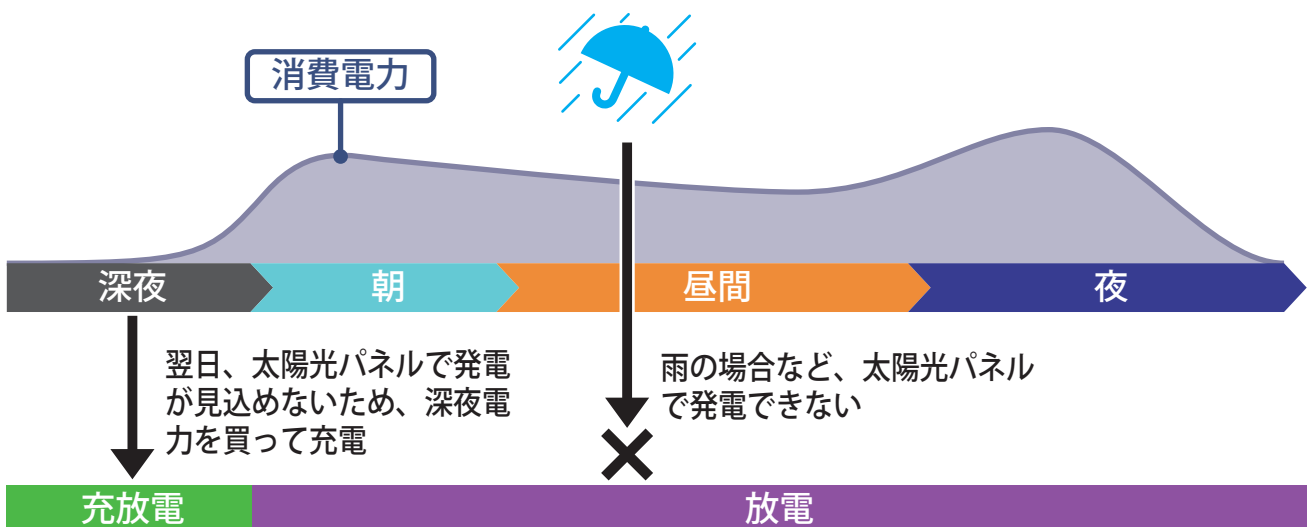 消費電力
深夜
朝
昼間
夜
翌日、太陽光パネルで発電
が見込めないため、深夜電
力を買って充電
雨の場合など、太陽光パネル
で発電できない
充放電
放電